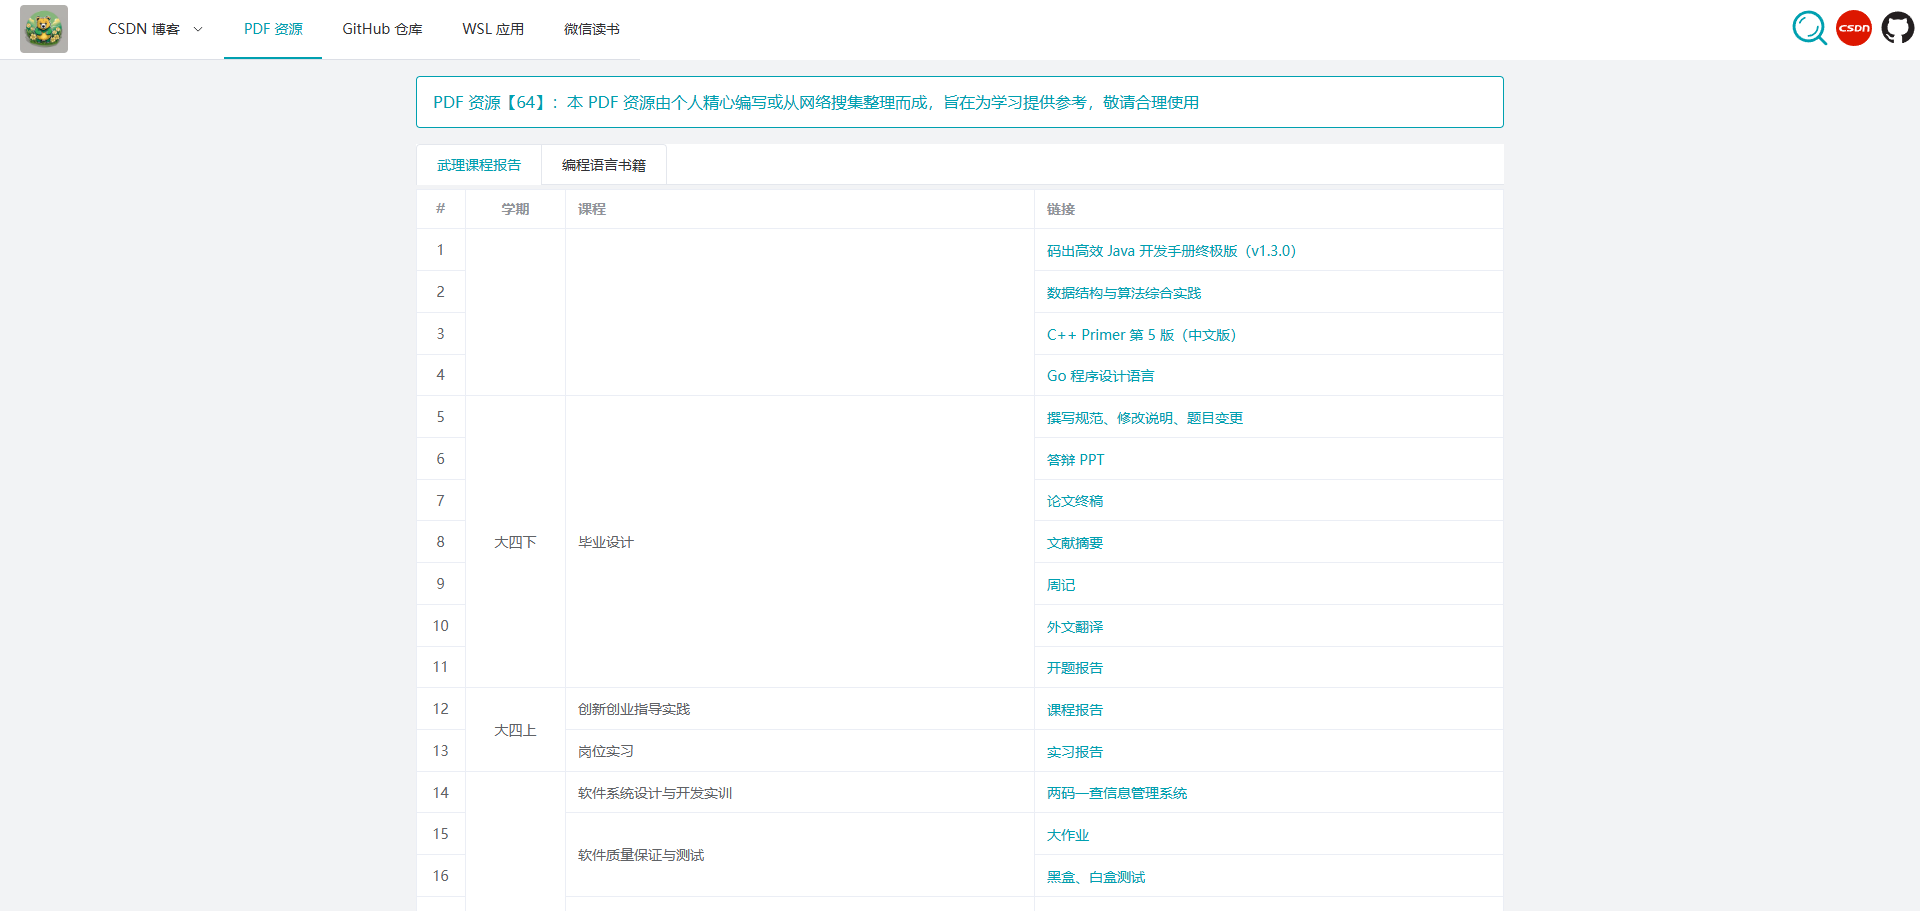 CSDN 博客 PDF 资源 GitHub 仓库 WSL 应用 微信读书 CSDN
PDF 资源【64】：本 PDF 资源由个人精心编写或从网络搜集整理而成，旨在为学习提供参考，敬请合理使用
武理课程报告 编程语言书籍
# 学期 课程 链接
1 码出高效 Java 开发手册终极版（v1.3.0）
2 数据结构与算法综合实践
3 C++ Primer 第 5 版（中文版）
4 Go 程序设计语言
5 撰写规范、修改说明、题目变更
6 答辩 PPT
7 论文终稿
8 大四下 毕业设计 文献摘要
9 周记
10 外文翻译
11 开题报告
12 创新创业指导实践 课程报告
大四上
13 岗位实习 实习报告
14 软件系统设计与开发实训 两码一查信息管理系统
15 大作业
软件质量保证与测试
16 黑盒、白盒测试